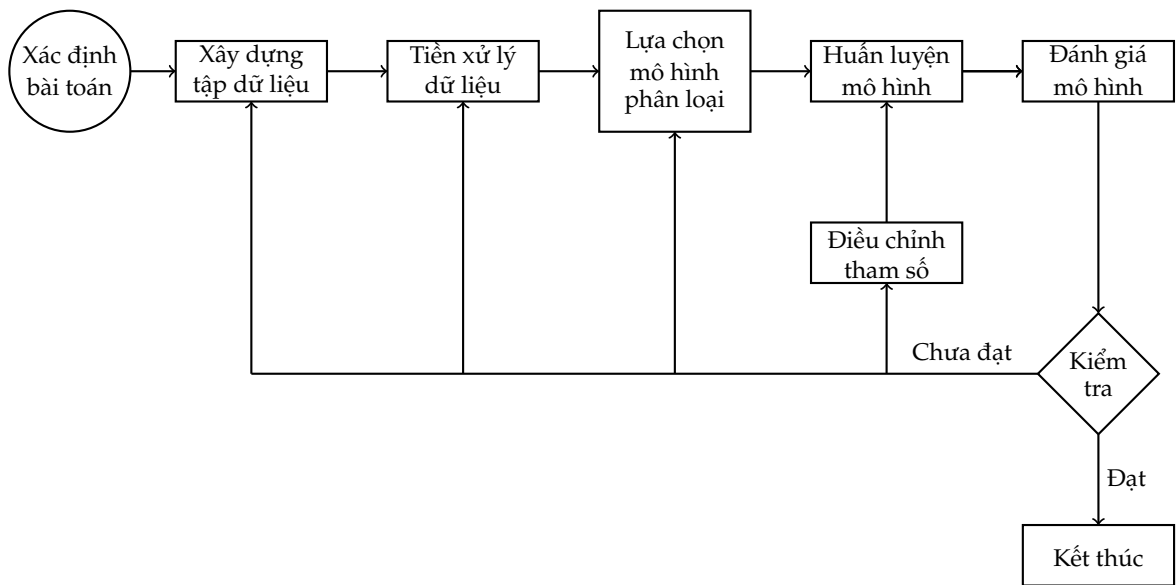 Xác định
bài toán
Xây dựng
tập dữ liệu
Tiền xử lý
dữ liệu
Lựa chọn
mô hình
phân loại
Huấn luyện
mô hình
Đánh giá
mô hình
Điều chỉnh
tham số
Chưa đạt
Kiểm
tra
Đạt
Kết thúc